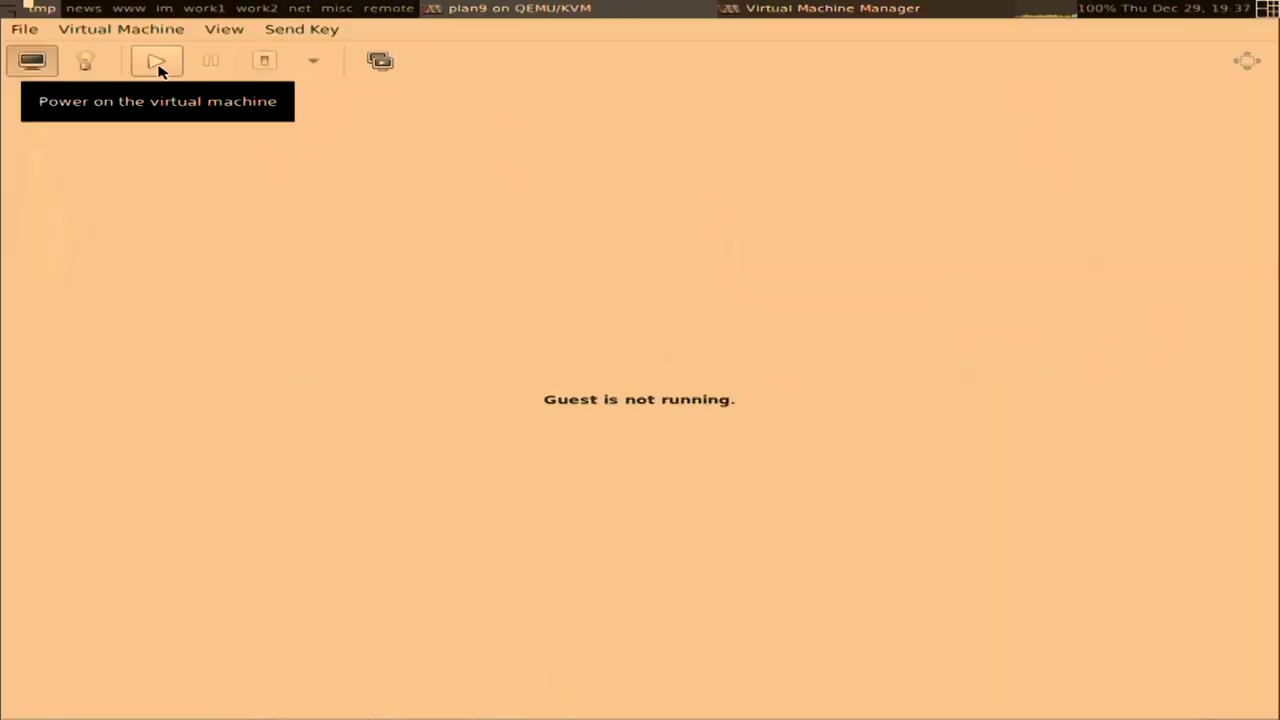 tmp news www im work1 work2 net misc remote plan9 on QEMU/KVM Virtual Machine Manager 100% Thu Dec 29, 19:37
File Virtual Machine View Send Key
Power on the virtual machine
Guest is not running.